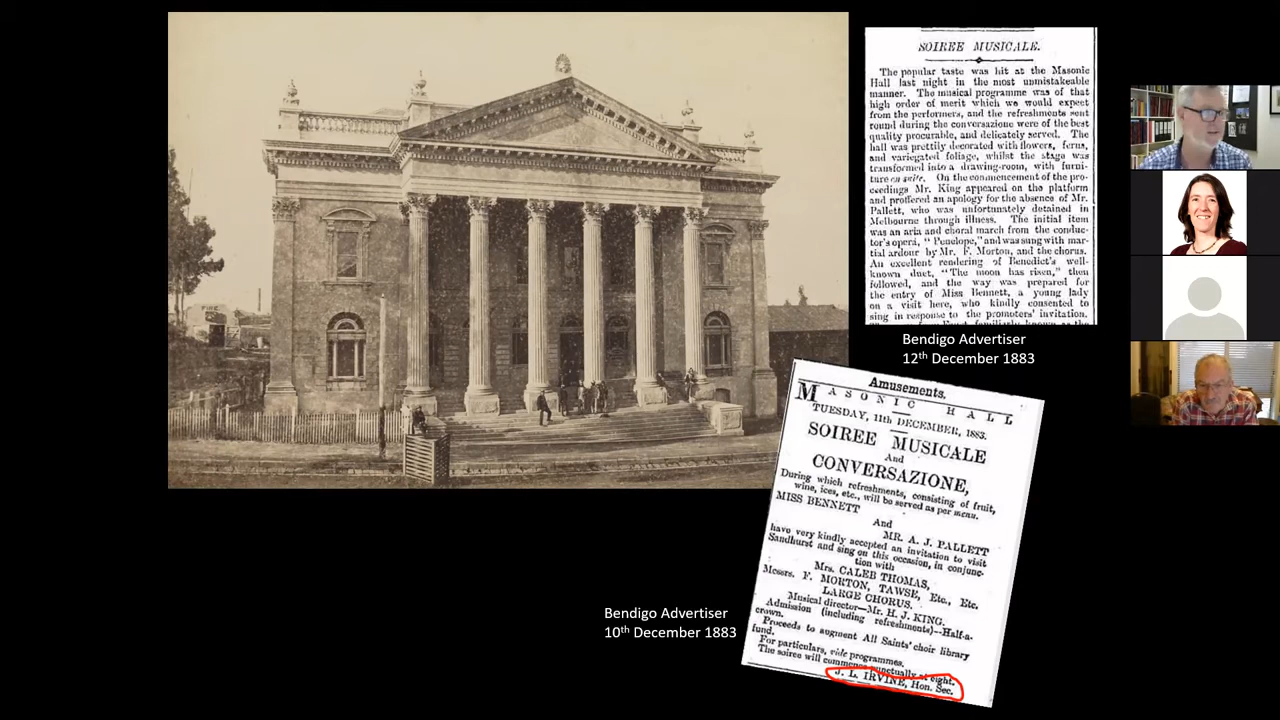 SOIREE MUSICALE.
The popular taste was hit at the Masonic
Hall last night in the most unmistakeable
manner. The musical programme was of that
high order of merit which we would expect
from the performers, and the refreshments sent
round during the conversazione were of the best
quality procurable, and delicately served. The
hall was prettily decorated with flowers, ferns,
and variegated foliage, whilst the stage was
transformed into a drawing-room, with furni-
ture en suite. On the commencement of the pro-
ceedings Mr. King appeared on the platform
and proffered an apology for the absence of Mr.
Pallett, who was unfortunately detained in
Melbourne through illness. The initial item
was an aria and choral march from the conduc-
tor's opera, "Penelope," and was sung with mar-
tial ardour by Mr. F. Morton, and the chorus.
An excellent rendering of Benedict's well-
known duet, "The moon has risen," then
followed, and the way was prepared for
the entry of Miss Bennett, a young lady
on a visit here, who kindly consented to
sing in response to the promoters' invitation.
Bendigo Advertiser
12th December 1883
Amusements.
MASONIC HALL
TUESDAY, 11th DECEMBER, 1883.
SOIREE MUSICALE
And
CONVERSAZIONE,
During which refreshments, consisting of fruit,
wine, ices, etc., will be served as per menu.
MISS BENNETT
And
MR. A. J. PALLETT
have very kindly accepted an invitation to visit
Sandhurst and sing on this occasion, in conjunc-
tion with
Mrs. CALEB THOMAS,
Messrs. F. MORTON, TAWSE, Etc., Etc.
LARGE CHORUS.
Musical director—Mr. H. J. KING.
Admission (including refreshments)—Half-a-
crown.
Proceeds to augment All Saints' choir library
fund.
For particulars, vide programmes.
The soiree will commence punctually at eight.
J. L. IRVINE, Hon. Sec.
Bendigo Advertiser
10th December 1883